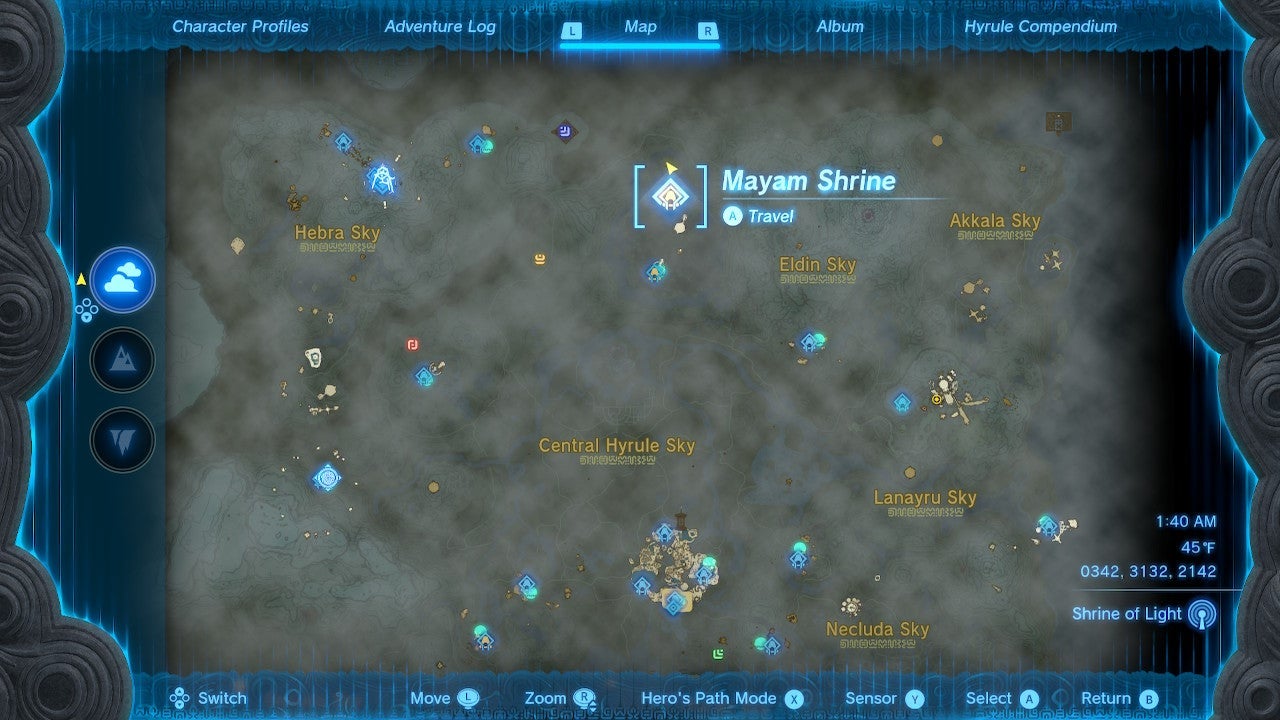 Character Profiles
Adventure Log
L
Map
R
Album
Hyrule Compendium
Mayam Shrine
A Travel
Hebra Sky
Akkala Sky
Eldin Sky
Central Hyrule Sky
Lanayru Sky
1:40 AM
45°F
0342, 3132, 2142
Shrine of Light
Necluda Sky
Switch
Move L
Zoom R
Hero's Path Mode X
Sensor Y
Select A
Return B